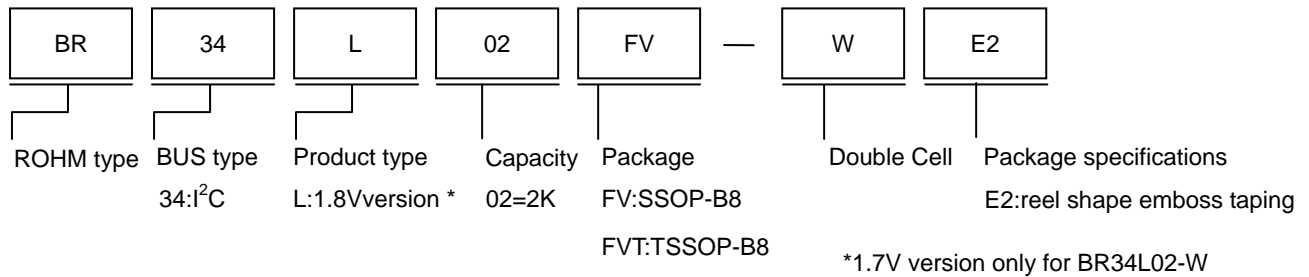 BR 34 L 02 FV — W E2
ROHM type BUS type Product type Capacity Package Double Cell Package specifications
34:I²C L:1.8Vversion * 02=2K FV:SSOP-B8 E2:reel shape emboss taping
FVT:TSSOP-B8
*1.7V version only for BR34L02-W